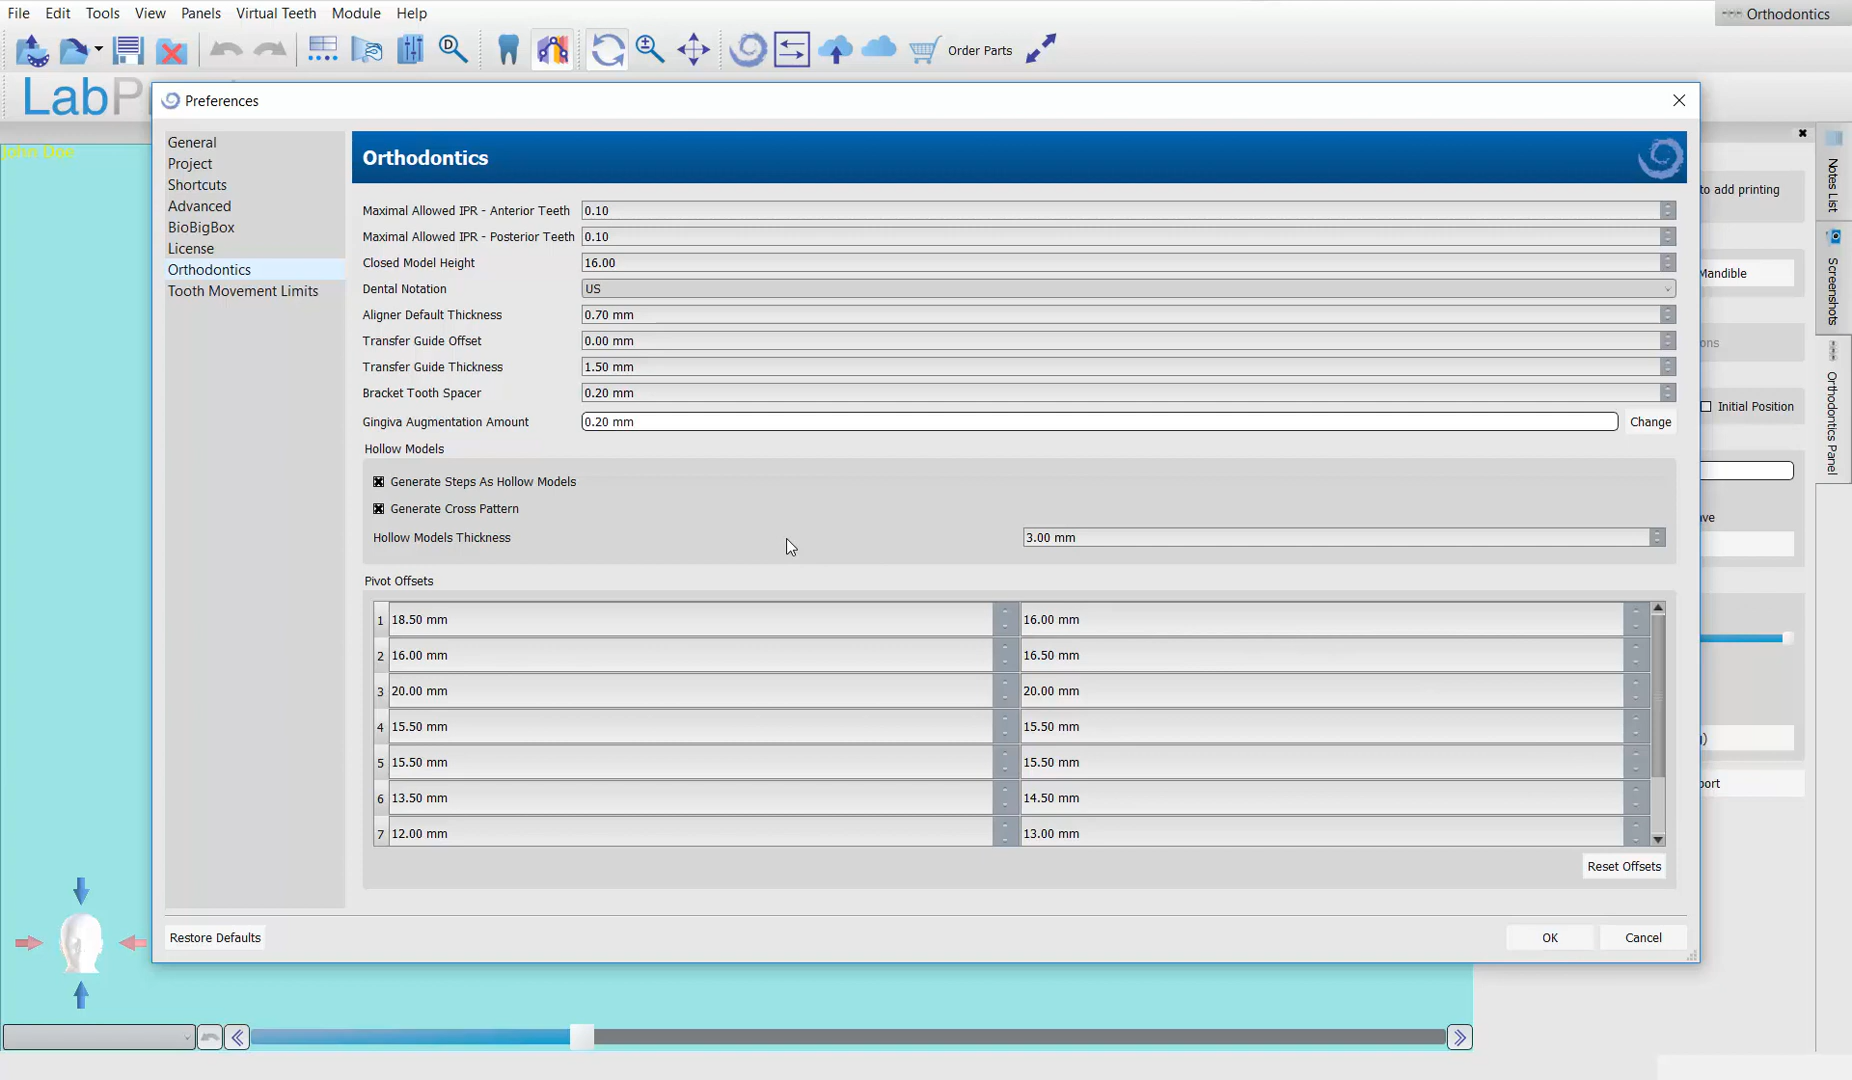 File Edit Tools View Panels Virtual Teeth Module Help
Orthodontics
Order Parts
LabP
Preferences
John Doe
General
Project
Shortcuts
Advanced
BioBigBox
License
Orthodontics
Tooth Movement Limits
Orthodontics
Maximal Allowed IPR - Anterior Teeth 0.10
Maximal Allowed IPR - Posterior Teeth 0.10
Closed Model Height 16.00
Dental Notation US
Aligner Default Thickness 0.70 mm
Transfer Guide Offset 0.00 mm
Transfer Guide Thickness 1.50 mm
Bracket Tooth Spacer 0.20 mm
Gingiva Augmentation Amount 0.20 mm Change
Hollow Models
Generate Steps As Hollow Models
Generate Cross Pattern
Hollow Models Thickness 3.00 mm
Pivot Offsets
1 18.50 mm 16.00 mm
2 16.00 mm 16.50 mm
3 20.00 mm 20.00 mm
4 15.50 mm 15.50 mm
5 15.50 mm 15.50 mm
6 13.50 mm 14.50 mm
7 12.00 mm 13.00 mm
Reset Offsets
Restore Defaults OK Cancel
to add printing
Mandible
ons
Initial Position
ve
port
Notes List
Screenshots
Orthodontics Panel